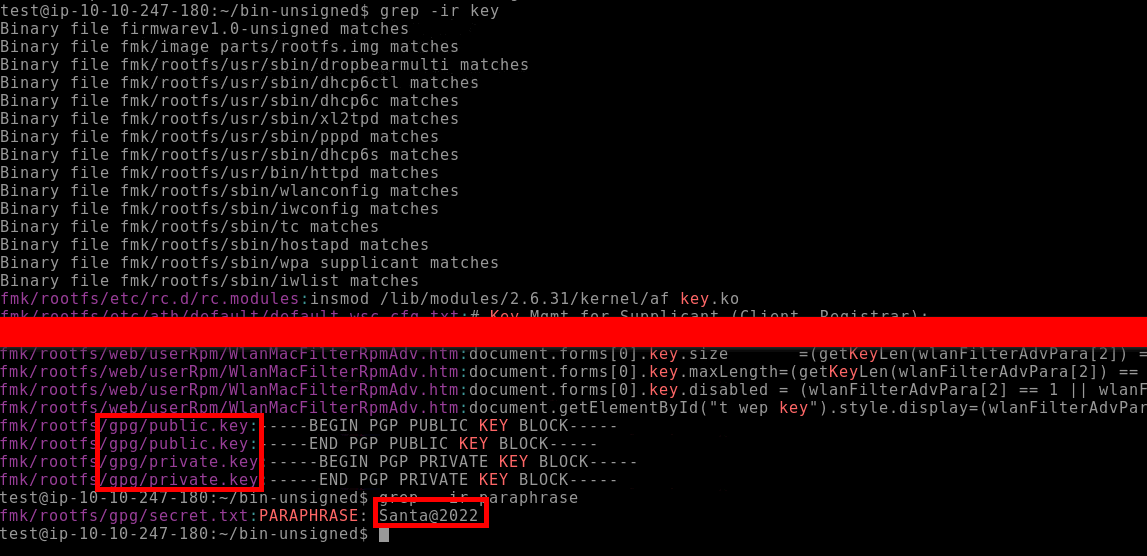 test@ip-10-10-247-180:~/bin-unsigned$ grep -ir key
Binary file firmwarev1.0-unsigned matches
Binary file fmk/image parts/rootfs.img matches
Binary file fmk/rootfs/usr/sbin/dropbearmulti matches
Binary file fmk/rootfs/usr/sbin/dhcp6ctl matches
Binary file fmk/rootfs/usr/sbin/dhcp6c matches
Binary file fmk/rootfs/usr/sbin/xl2tpd matches
Binary file fmk/rootfs/usr/sbin/pppd matches
Binary file fmk/rootfs/usr/sbin/dhcp6s matches
Binary file fmk/rootfs/usr/bin/httpd matches
Binary file fmk/rootfs/sbin/wlanconfig matches
Binary file fmk/rootfs/sbin/iwconfig matches
Binary file fmk/rootfs/sbin/tc matches
Binary file fmk/rootfs/sbin/hostapd matches
Binary file fmk/rootfs/sbin/wpa supplicant matches
Binary file fmk/rootfs/sbin/iwlist matches
fmk/rootfs/etc/rc.d/rc.modules:insmod /lib/modules/2.6.31/kernel/af key.ko
fmk/rootfs/etc/ath/default/default wsc cfg.txt:# Key Mgmt for Supplicant (Client, Registrar):
fmk/rootfs/web/userRpm/WlanMacFilterRpmAdv.htm:document.forms[0].key.size       =(getKeyLen(wlanFilterAdvPara[2]) =
fmk/rootfs/web/userRpm/WlanMacFilterRpmAdv.htm:document.forms[0].key.maxLength=(getKeyLen(wlanFilterAdvPara[2]) ==
fmk/rootfs/web/userRpm/WlanMacFilterRpmAdv.htm:document.forms[0].key.disabled = (wlanFilterAdvPara[2] == 1 || wlanF
fmk/rootfs/web/userRpm/WlanMacFilterRpmAdv.htm:document.getElementById("t wep key").style.display=(wlanFilterAdvPar
fmk/rootfs/gpg/public.key:-----BEGIN PGP PUBLIC KEY BLOCK-----
fmk/rootfs/gpg/public.key:-----END PGP PUBLIC KEY BLOCK-----
fmk/rootfs/gpg/private.key:-----BEGIN PGP PRIVATE KEY BLOCK-----
fmk/rootfs/gpg/private.key:-----END PGP PRIVATE KEY BLOCK-----
test@ip-10-10-247-180:~/bin-unsigned$ grep -ir paraphrase
fmk/rootfs/gpg/secret.txt:PARAPHRASE: Santa@2022
test@ip-10-10-247-180:~/bin-unsigned$